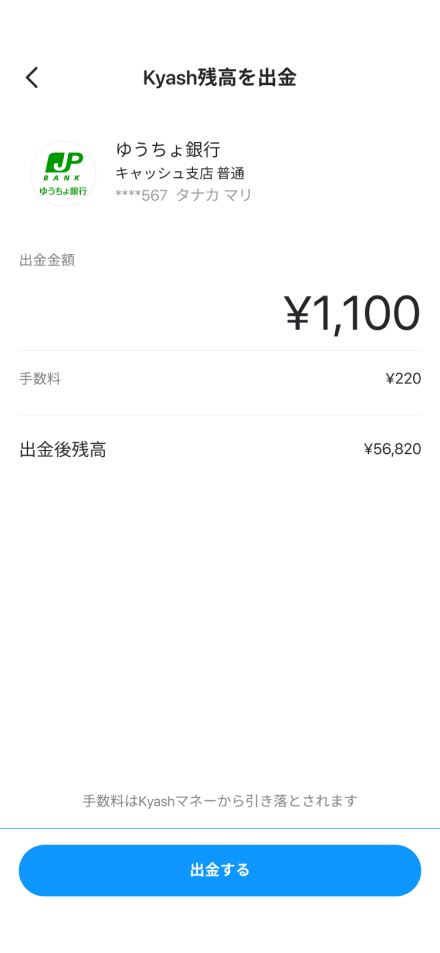 Kyash残高を出金
JP
BANK
ゆうちょ銀行
ゆうちょ銀行
キャッシュ支店 普通
****567 タナカ マリ
出金金額
¥1,100
手数料 ¥220
出金後残高 ¥56,820
手数料はKyashマネーから引き落とされます
出金する